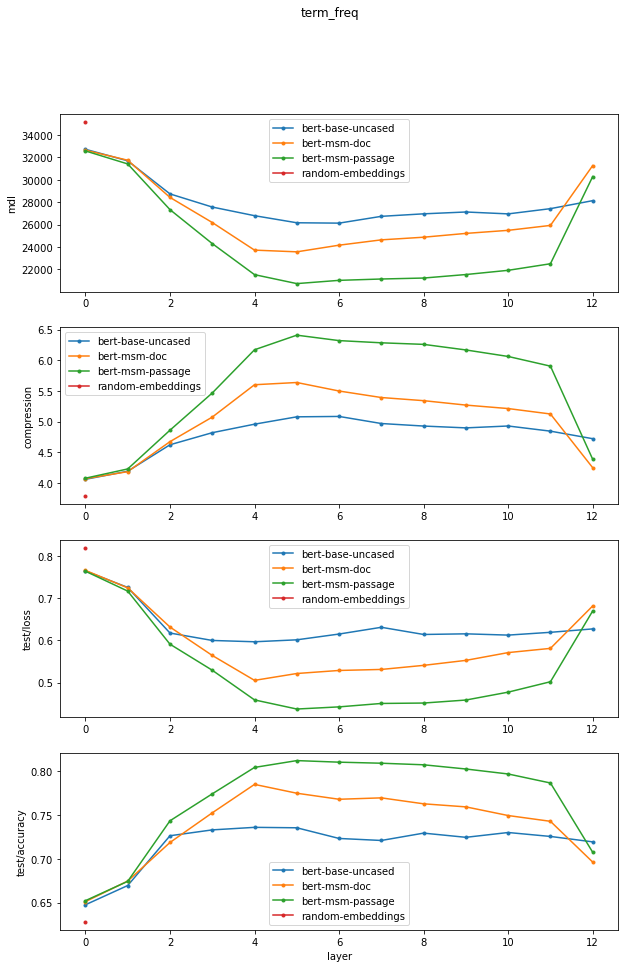 term_freq
34000
32000
30000
28000
26000
24000
22000
mdl
bert-base-uncased
bert-msm-doc
bert-msm-passage
random-embeddings
0 2 4 6 8 10 12
6.5
6.0
5.5
5.0
4.5
4.0
compression
bert-base-uncased
bert-msm-doc
bert-msm-passage
random-embeddings
0 2 4 6 8 10 12
0.8
0.7
0.6
0.5
test/loss
bert-base-uncased
bert-msm-doc
bert-msm-passage
random-embeddings
0 2 4 6 8 10 12
0.80
0.75
0.70
0.65
test/accuracy
bert-base-uncased
bert-msm-doc
bert-msm-passage
random-embeddings
0 2 4 6 8 10 12
layer